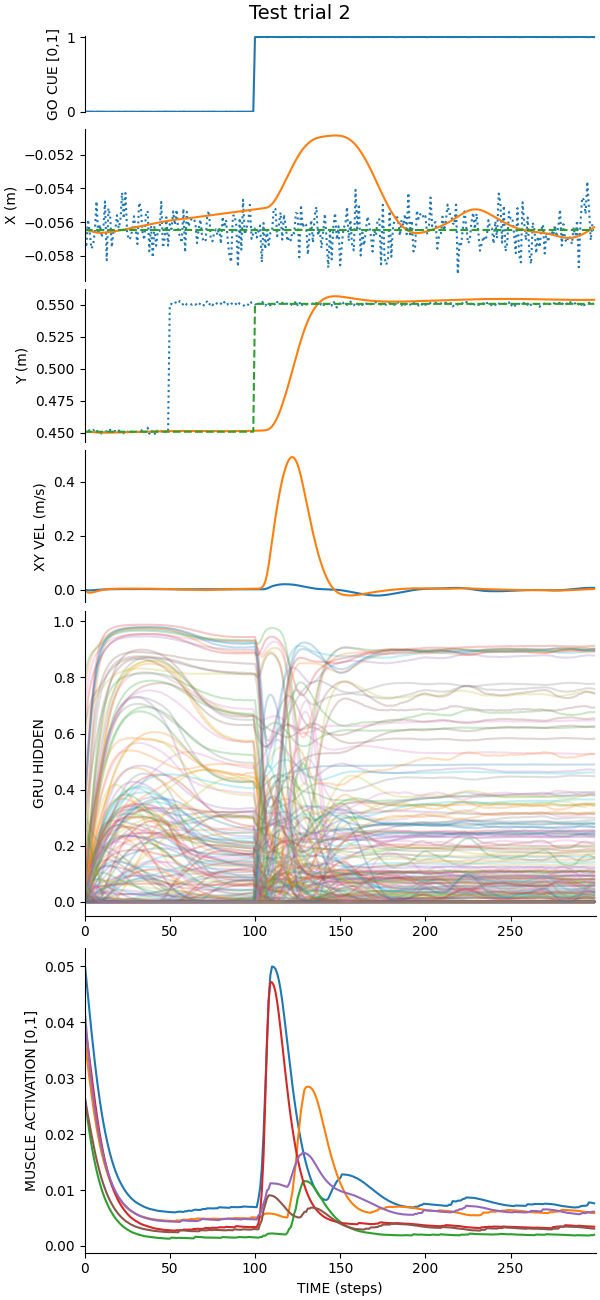 Test trial 2
GO CUE [0,1]
1
0
X (m)
−0.052
−0.054
−0.056
−0.058
Y (m)
0.550
0.525
0.500
0.475
0.450
XY VEL (m/s)
0.4
0.2
0.0
GRU HIDDEN
1.0
0.8
0.6
0.4
0.2
0.0
0 50 100 150 200 250
MUSCLE ACTIVATION [0,1]
0.05
0.04
0.03
0.02
0.01
0.00
0 50 100 150 200 250
TIME (steps)